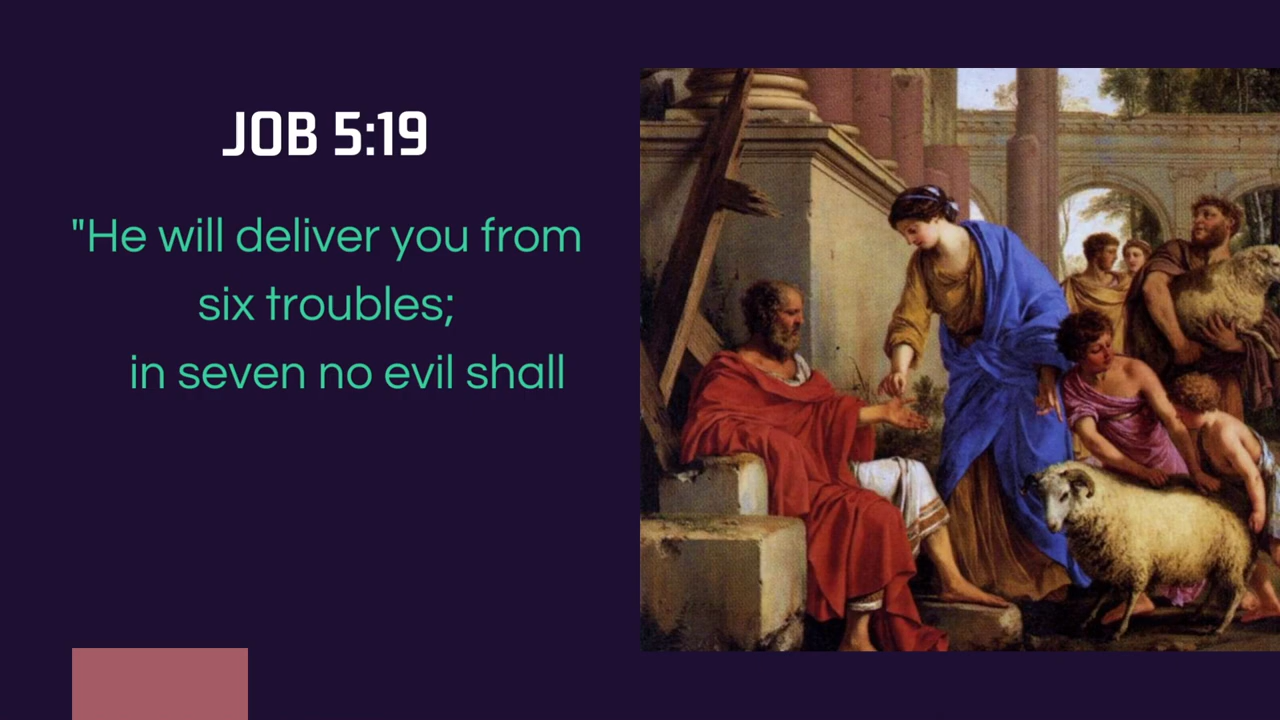 JOB 5:19
"He will deliver you from
six troubles;
in seven no evil shall